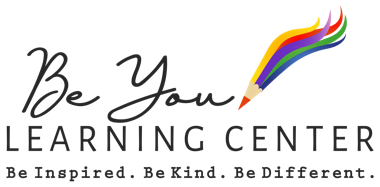 Be You
LEARNING CENTER
Be Inspired. Be Kind. Be Different.